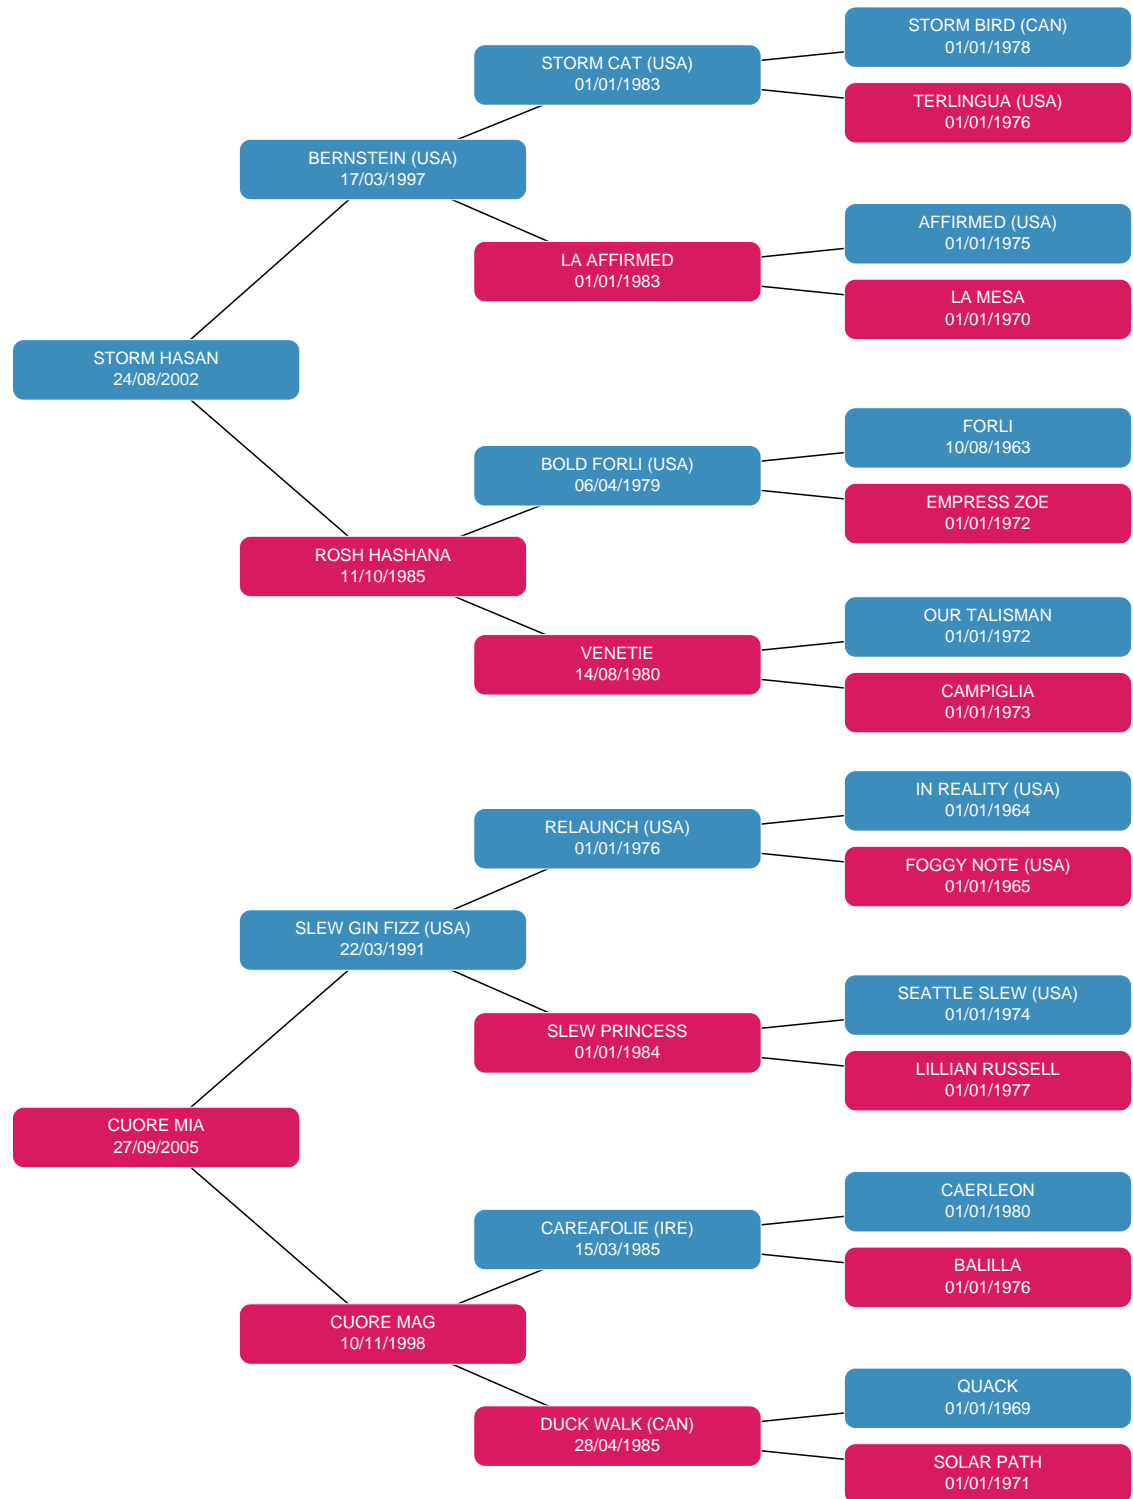 STORM BIRD (CAN)
01/01/1978
STORM CAT (USA)
01/01/1983
TERLINGUA (USA)
01/01/1976
BERNSTEIN (USA)
17/03/1997
AFFIRMED (USA)
01/01/1975
LA AFFIRMED
01/01/1983
LA MESA
01/01/1970
STORM HASAN
24/08/2002
FORLI
10/08/1963
BOLD FORLI (USA)
06/04/1979
EMPRESS ZOE
01/01/1972
ROSH HASHANA
11/10/1985
OUR TALISMAN
01/01/1972
VENETIE
14/08/1980
CAMPIGLIA
01/01/1973
IN REALITY (USA)
01/01/1964
RELAUNCH (USA)
01/01/1976
FOGGY NOTE (USA)
01/01/1965
SLEW GIN FIZZ (USA)
22/03/1991
SEATTLE SLEW (USA)
01/01/1974
SLEW PRINCESS
01/01/1984
LILLIAN RUSSELL
01/01/1977
CUORE MIA
27/09/2005
CAERLEON
01/01/1980
CAREAFOLIE (IRE)
15/03/1985
BALILLA
01/01/1976
CUORE MAG
10/11/1998
QUACK
01/01/1969
DUCK WALK (CAN)
28/04/1985
SOLAR PATH
01/01/1971